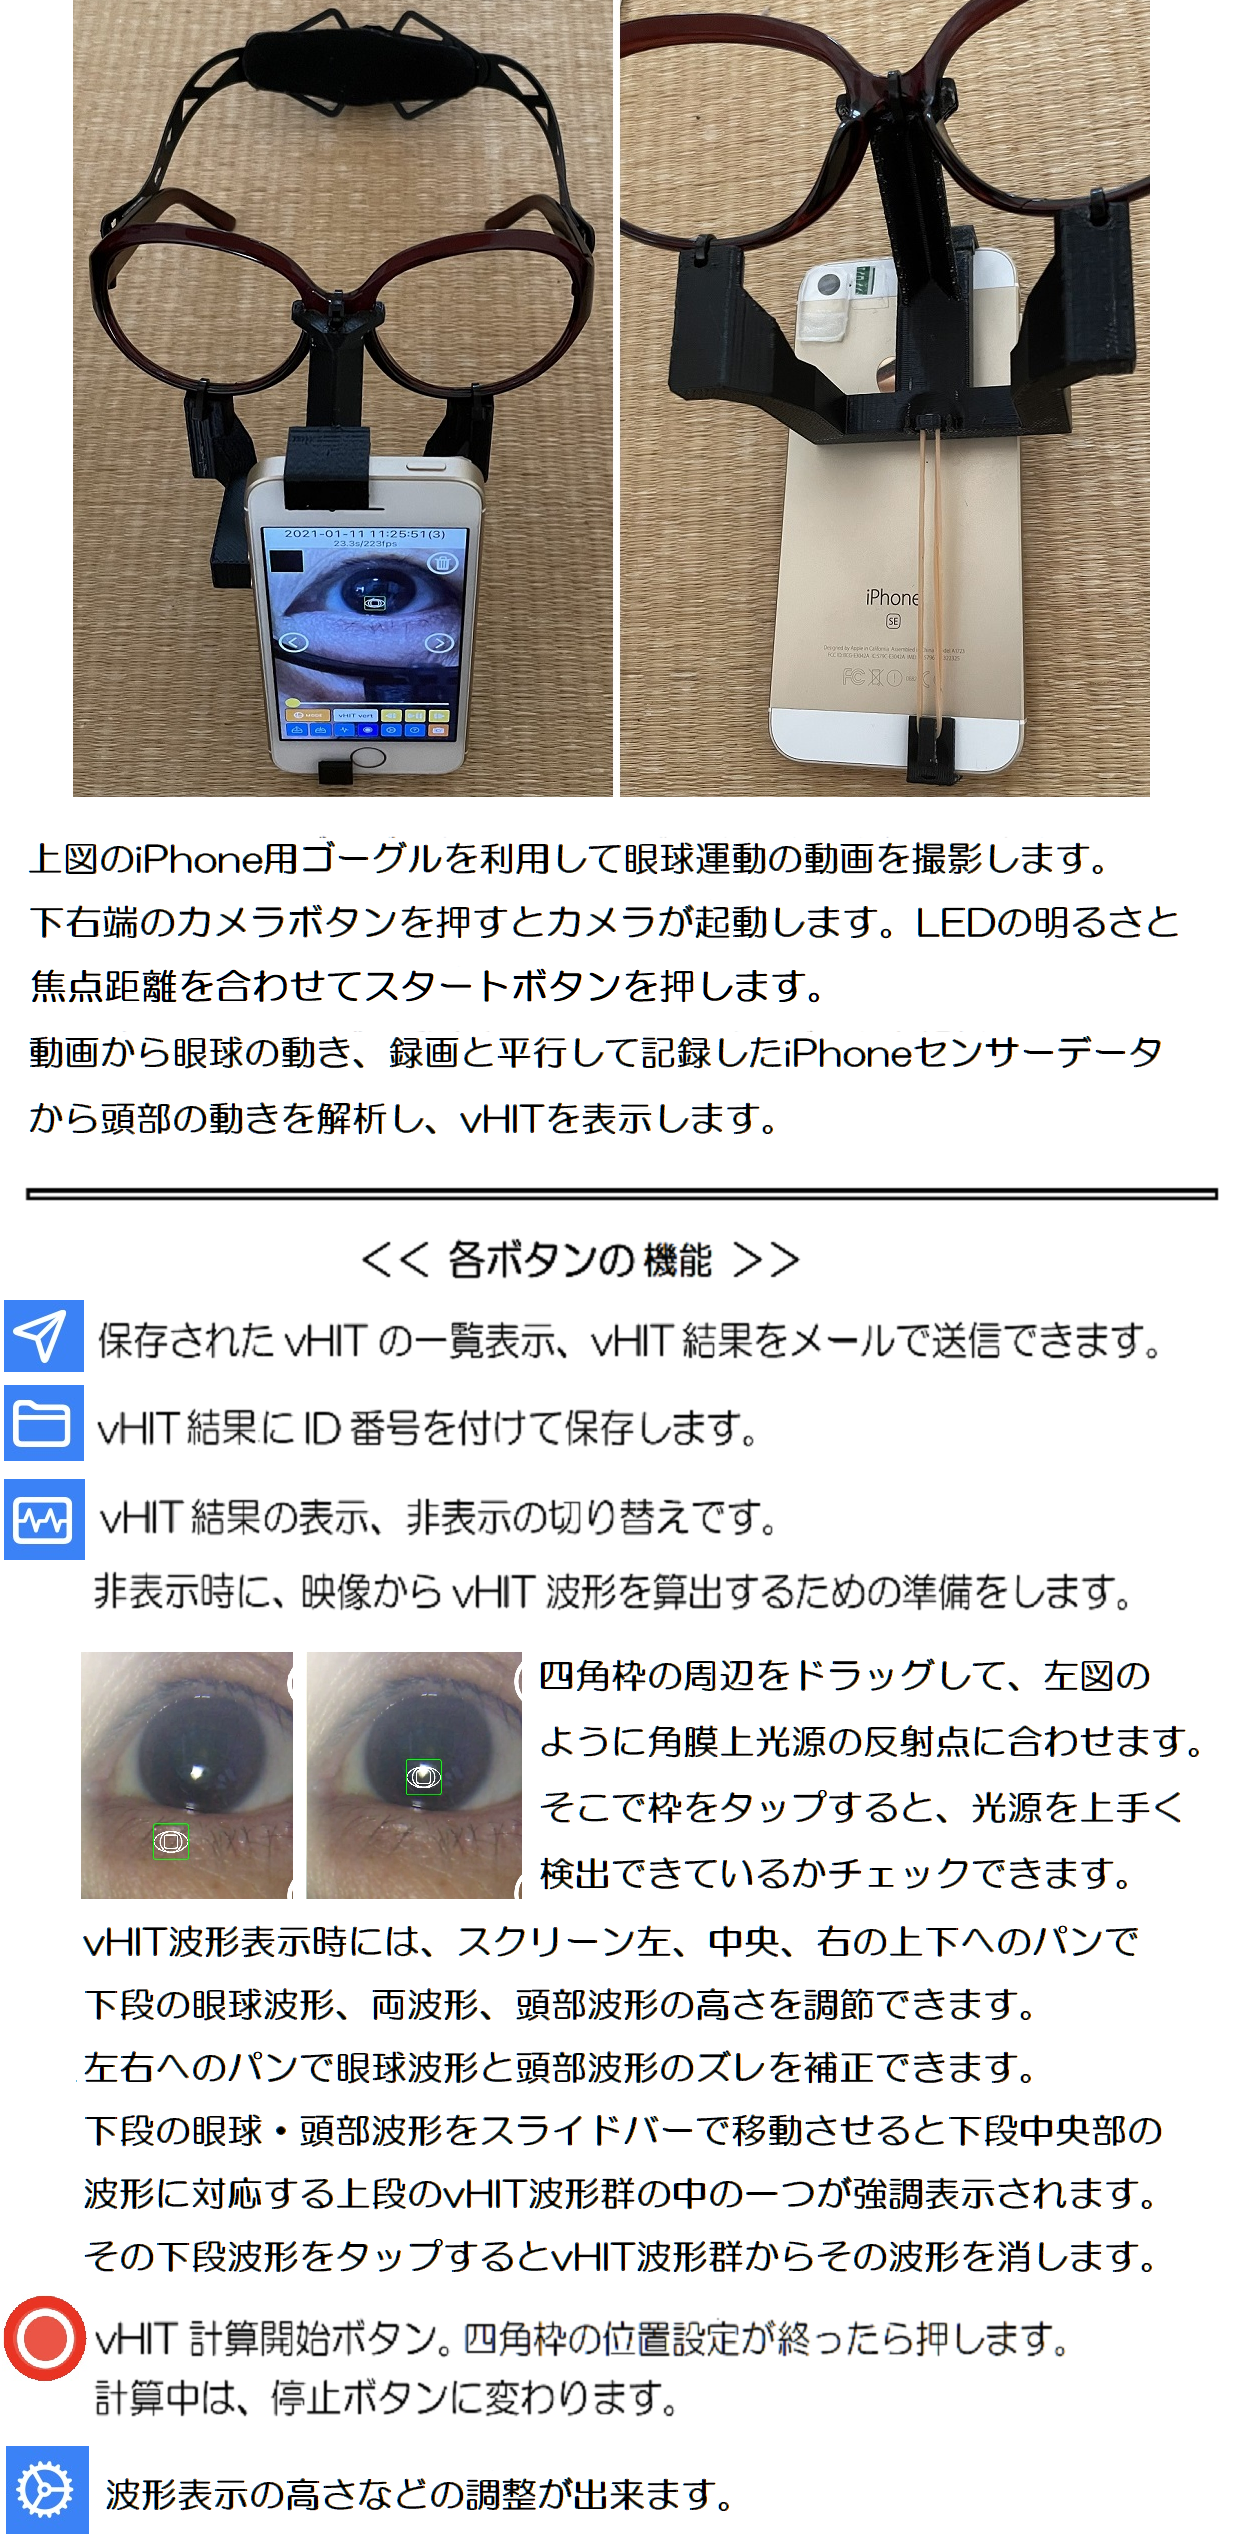 2021-01-11 11:25:51(3)
23.3s/223fps
MODE
vHIT vert
iPhone
SE
Designed by Apple in California
上図のiPhone用ゴーグルを利用して眼球運動の動画を撮影します。
下右端のカメラボタンを押すとカメラが起動します。LEDの明るさと
焦点距離を合わせてスタートボタンを押します。
動画から眼球の動き、録画と平行して記録したiPhoneセンサーデータ
から頭部の動きを解析し、vHITを表示します。
<< 各ボタンの機能 >>
保存された vHIT の一覧表示、vHIT 結果をメールで送信できます。
vHIT 結果に ID 番号を付けて保存します。
vHIT 結果の表示、非表示の切り替えです。
非表示時に、映像から vHIT 波形を算出するための準備をします。
四角枠の周辺をドラッグして、左図の
ように角膜上光源の反射点に合わせます。
そこで枠をタップすると、光源を上手く
検出できているかチェックできます。
vHIT波形表示時には、スクリーン左、中央、右の上下へのパンで
下段の眼球波形、両波形、頭部波形の高さを調節できます。
左右へのパンで眼球波形と頭部波形のズレを補正できます。
下段の眼球・頭部波形をスライドバーで移動させると下段中央部の
波形に対応する上段のvHIT波形群の中の一つが強調表示されます。
その下段波形をタップするとvHIT波形群からその波形を消します。
vHIT 計算開始ボタン。四角枠の位置設定が終ったら押します。
計算中は、停止ボタンに変わります。
波形表示の高さなどの調整が出来ます。